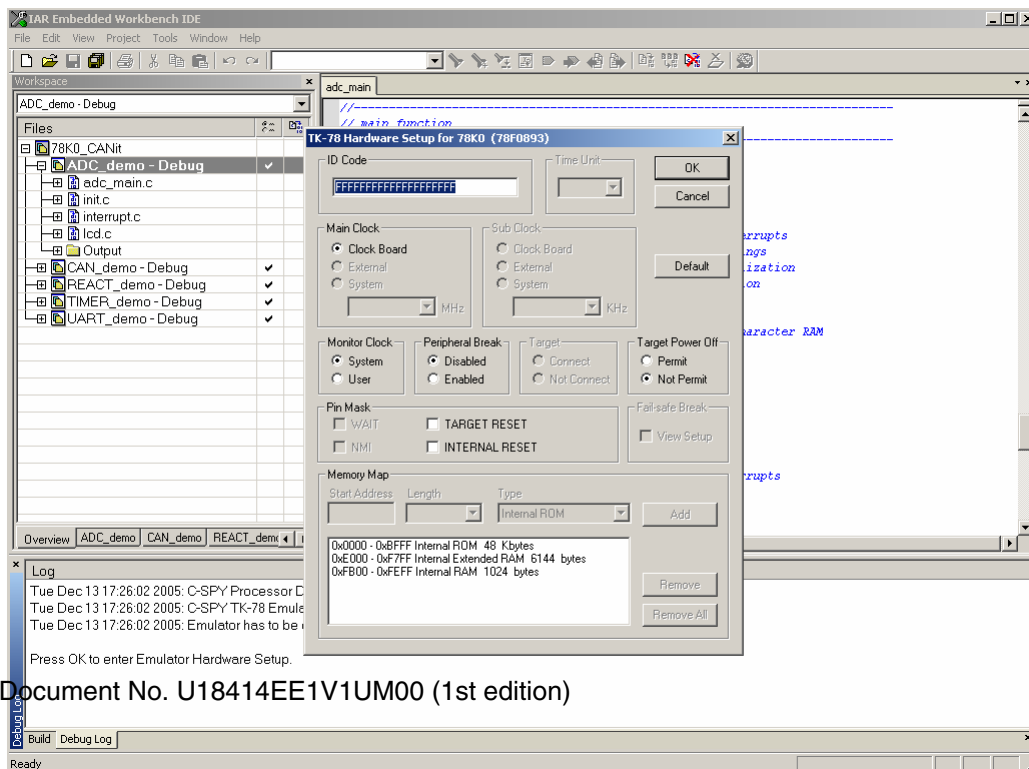 IAR Embedded Workbench IDE
File Edit View Project Tools Window Help
Workspace
ADC_demo - Debug
Files
78K0_CANit
ADC_demo - Debug
adc_main.c
init.c
interrupt.c
lcd.c
Output
CAN_demo - Debug
REACT_demo - Debug
TIMER_demo - Debug
UART_demo - Debug
Overview ADC_demo CAN_demo REACT_demo
adc_main
//
// main function
errupts
ngs
ization
on
aracter RAM
rupts
TK-78 Hardware Setup for 78K0 (78F0893)
ID Code
FFFFFFFFFFFFFFFFFFFF
Time Unit
OK
Cancel
Main Clock
Clock Board
External
System
MHz
Sub Clock
Clock Board
External
System
KHz
Default
Monitor Clock
System
User
Peripheral Break
Disabled
Enabled
Target
Connect
Not Connect
Target Power Off
Permit
Not Permit
Pin Mask
WAIT TARGET RESET
NMI INTERNAL RESET
Fail-safe Break
View Setup
Memory Map
Start Address Length Type
Internal ROM
Add
0x0000 - 0xBFFF Internal ROM 48 Kbytes
0xE000 - 0xF7FF Internal Extended RAM 6144 bytes
0xFB00 - 0xFEFF Internal RAM 1024 bytes
Remove
Remove All
Log
Tue Dec 13 17:26:02 2005: C-SPY Processor D
Tue Dec 13 17:26:02 2005: C-SPY TK-78 Emula
Tue Dec 13 17:26:02 2005: Emulator has to be
Press OK to enter Emulator Hardware Setup.
Document No. U18414EE1V1UM00 (1st edition)
Debug Log
Build Debug Log
Ready